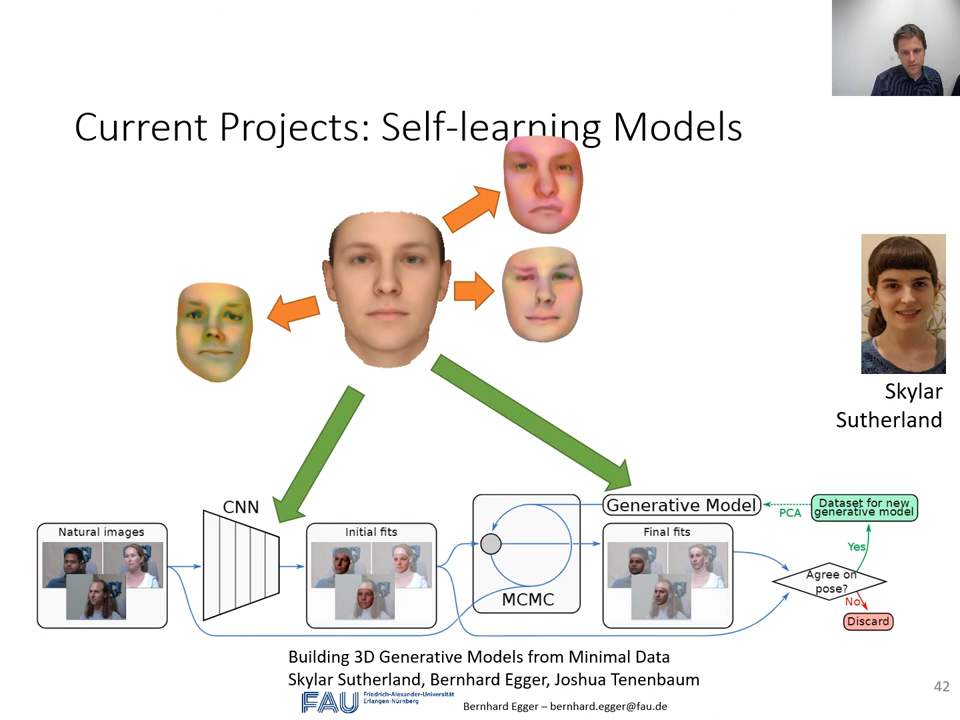 Current Projects: Self-learning Models
Skylar
Sutherland
CNN
Natural images
Initial fits
MCMC
Generative Model
Final fits
PCA
Dataset for new
generative model
Yes
Agree on
pose?
No
Discard
Building 3D Generative Models from Minimal Data
Skylar Sutherland, Bernhard Egger, Joshua Tenenbaum
FAU Friedrich-Alexander-Universität
Erlangen-Nürnberg
Bernhard Egger – bernhard.egger@fau.de
42